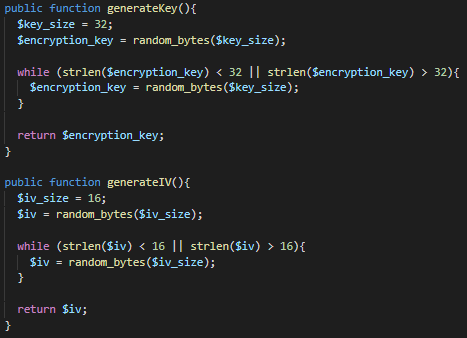 public function generateKey(){
$key_size = 32;
$encryption_key = random_bytes($key_size);
while (strlen($encryption_key) < 32 || strlen($encryption_key) > 32){
$encryption_key = random_bytes($key_size);
}
return $encryption_key;
}
public function generateIV(){
$iv_size = 16;
$iv = random_bytes($iv_size);
while (strlen($iv) < 16 || strlen($iv) > 16){
$iv = random_bytes($iv_size);
}
return $iv;
}